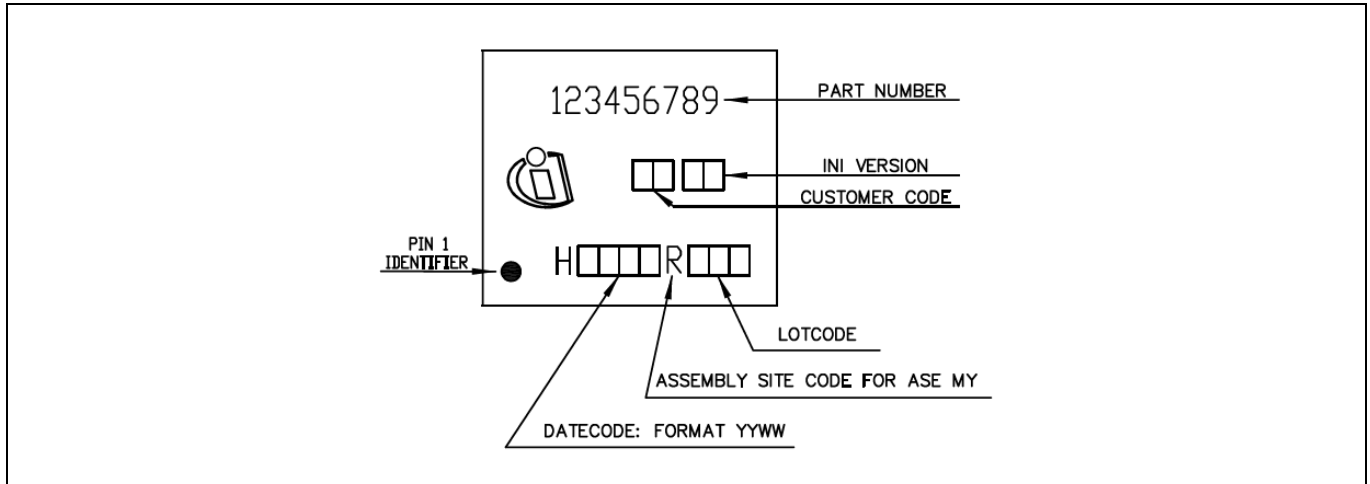 123456789
PART NUMBER
INI VERSION
CUSTOMER CODE
PIN 1
IDENTIFIER
H R
LOTCODE
ASSEMBLY SITE CODE FOR ASE MY
DATECODE: FORMAT YYWW